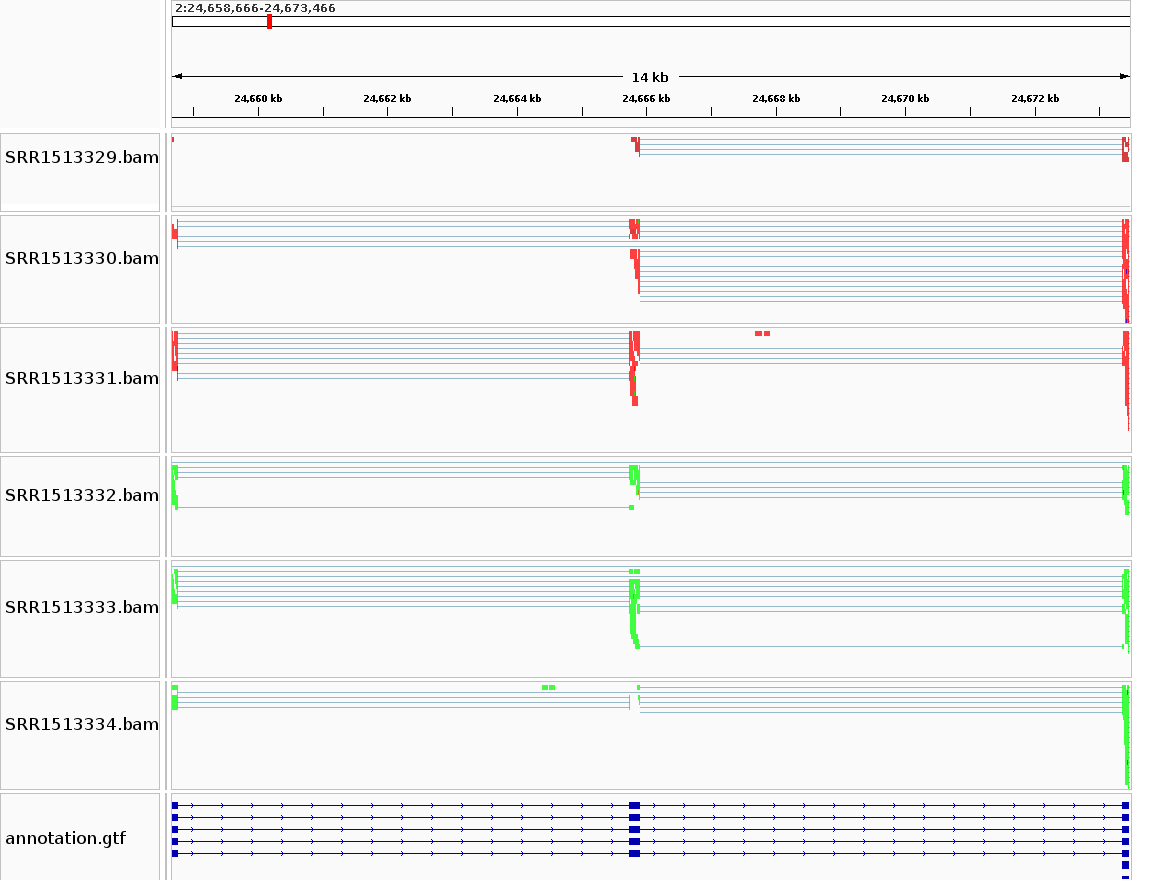 2:24,658,666-24,673,466
14 kb
24,660 kb 24,662 kb 24,664 kb 24,666 kb 24,668 kb 24,670 kb 24,672 kb
SRR1513329.bam
SRR1513330.bam
SRR1513331.bam
SRR1513332.bam
SRR1513333.bam
SRR1513334.bam
annotation.gtf